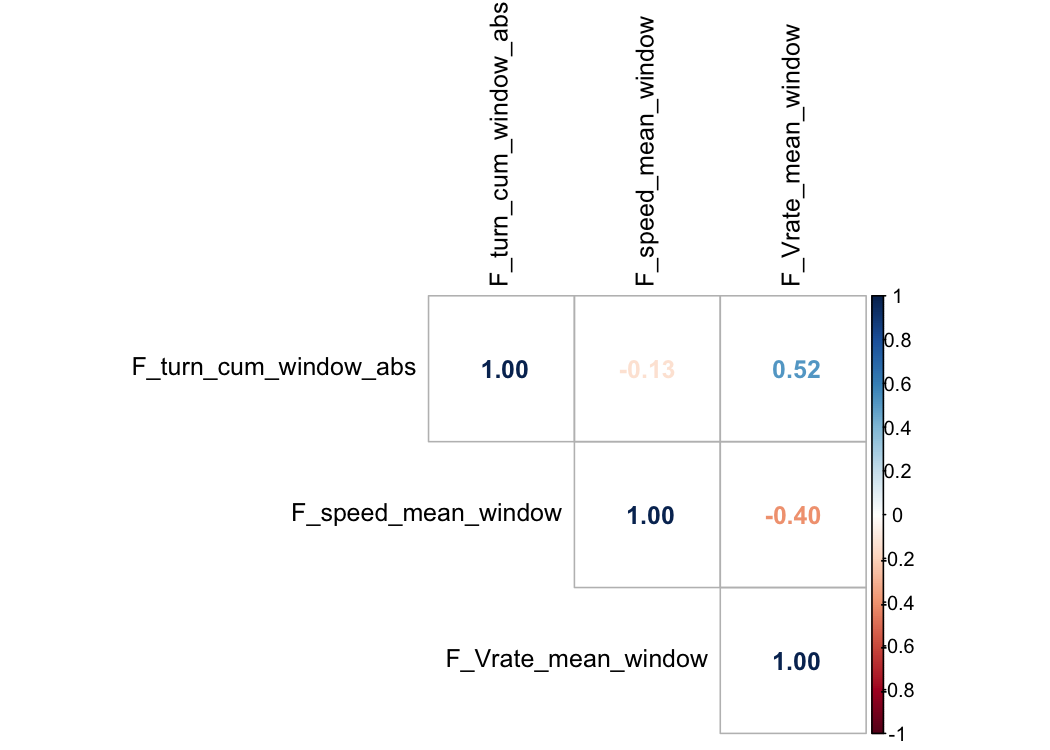 F_turn_cum_window_abs
F_speed_mean_window
F_Vrate_mean_window
F_turn_cum_window_abs 1.00 -0.13 0.52
F_speed_mean_window 1.00 -0.40
F_Vrate_mean_window 1.00
1
0.8
0.6
0.4
0.2
0
-0.2
-0.4
-0.6
-0.8
-1